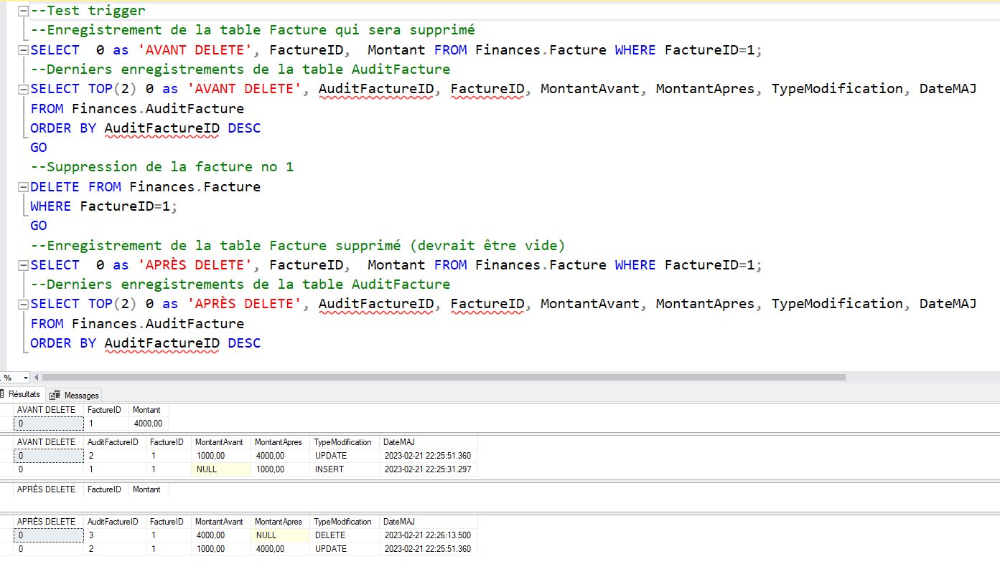 --Test trigger
--Enregistrement de la table Facture qui sera supprimé
SELECT  0 as 'AVANT DELETE', FactureID,  Montant FROM Finances.Facture WHERE FactureID=1;
--Derniers enregistrements de la table AuditFacture
SELECT TOP(2) 0 as 'AVANT DELETE', AuditFactureID, FactureID, MontantAvant, MontantApres, TypeModification, DateMAJ
FROM Finances.AuditFacture
ORDER BY AuditFactureID DESC
GO
--Suppression de la facture no 1
DELETE FROM Finances.Facture
WHERE FactureID=1;
GO
--Enregistrement de la table Facture supprimé (devrait être vide)
SELECT  0 as 'APRÈS DELETE', FactureID,  Montant FROM Finances.Facture WHERE FactureID=1;
--Derniers enregistrements de la table AuditFacture
SELECT TOP(2) 0 as 'APRÈS DELETE', AuditFactureID, FactureID, MontantAvant, MontantApres, TypeModification, DateMAJ
FROM Finances.AuditFacture
ORDER BY AuditFactureID DESC
%
Résultats Messages
AVANT DELETE FactureID Montant
0 1 4000,00
AVANT DELETE AuditFactureID FactureID MontantAvant MontantApres TypeModification DateMAJ
0 2 1 1000,00 4000,00 UPDATE 2023-02-21 22:25:51.360
0 1 1 NULL 1000,00 INSERT 2023-02-21 22:25:31.297
APRÈS DELETE FactureID Montant
APRÈS DELETE AuditFactureID FactureID MontantAvant MontantApres TypeModification DateMAJ
0 3 1 4000,00 NULL DELETE 2023-02-21 22:26:13.500
0 2 1 1000,00 4000,00 UPDATE 2023-02-21 22:25:51.360